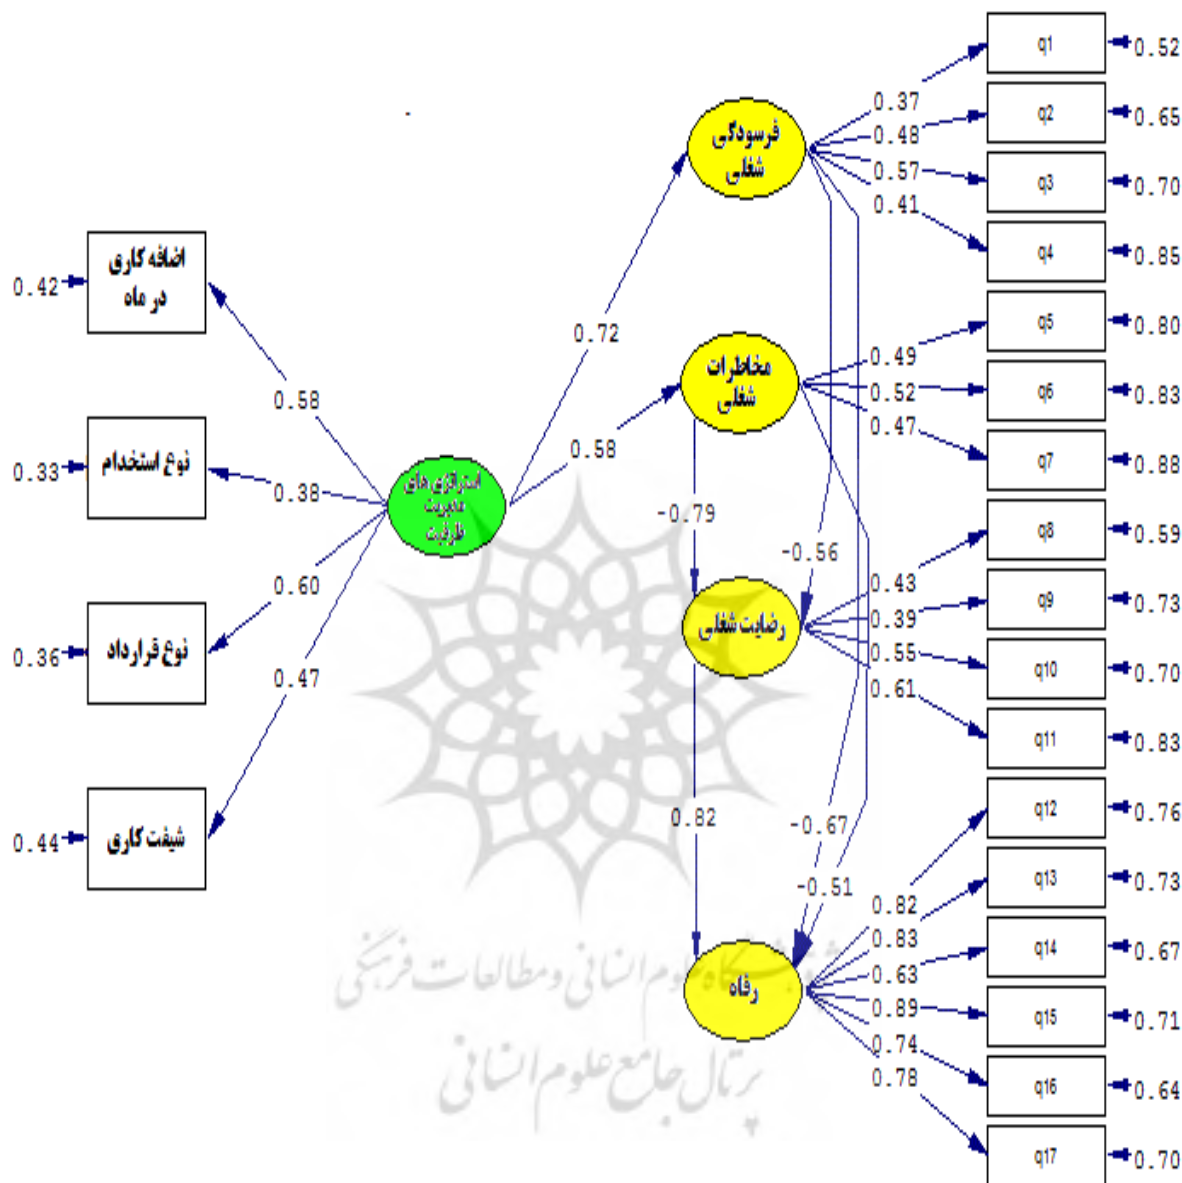 q1
0.52
0.37
q2
0.65
0.48
q3
0.70
0.57
q4
0.85
0.41
فرسودگی
شغلی
اضافه کاری
در ماه
0.42
0.58
0.72
q5
0.80
0.49
q6
0.83
0.52
q7
0.88
0.47
مخاطرات
شغلی
0.58
نوع استخدام
0.33
0.38
استراتژی های
مدیریت
ظرفیت
-0.79
-0.56
q8
0.59
0.43
q9
0.73
0.39
q10
0.70
0.55
q11
0.83
0.61
رضایت شغلی
نوع قرارداد
0.36
0.60
0.47
شیفت کاری
0.44
0.82
-0.67
-0.51
q12
0.76
0.82
q13
0.73
0.83
q14
0.67
0.63
q15
0.71
0.89
q16
0.64
0.74
q17
0.70
0.78
رفاه
پژوهشگاه علوم انسانی و مطالعات فرهنگی
پرتال جامع علوم انسانی